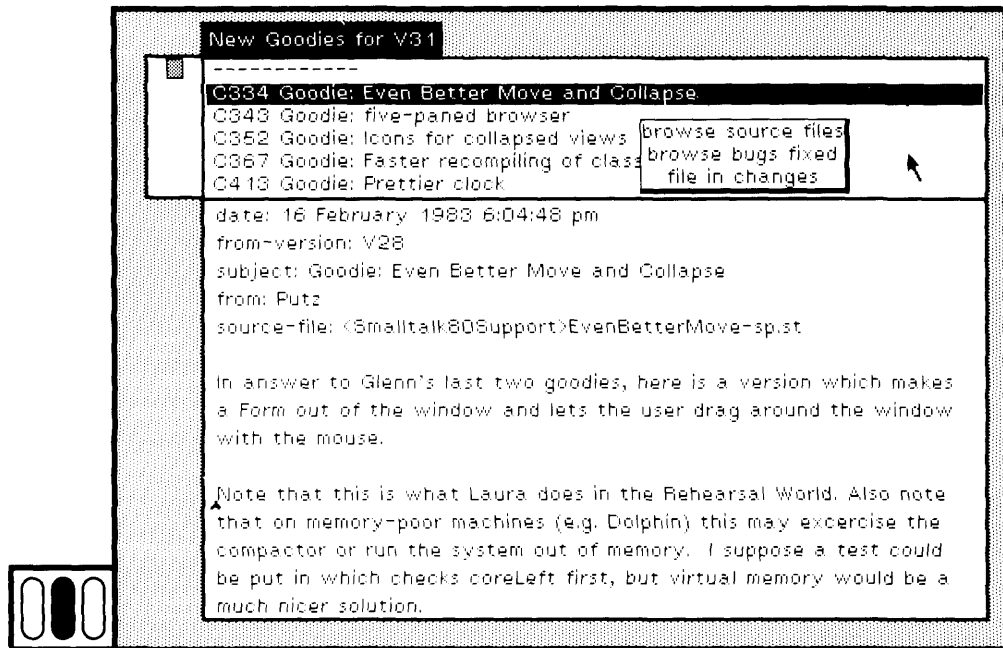 New Goodies for V31
------------
C334 Goodie: Even Better Move and Collapse
C343 Goodie: five-paned browser
C352 Goodie: Icons for collapsed views
C367 Goodie: Faster recompiling of class
C413 Goodie: Prettier clock
browse source files
browse bugs fixed
file in changes
date: 16 February 1983 6:04:48 pm
from-version: V28
subject: Goodie: Even Better Move and Collapse
from: Putz
source-file: <Smalltalk80Support>EvenBetterMove-sp.st
In answer to Glenn's last two goodies, here is a version which makes
a Form out of the window and lets the user drag around the window
with the mouse.
Note that this is what Laura does in the Rehearsal World. Also note
that on memory-poor machines (e.g. Dolphin) this may excercise the
compactor or run the system out of memory. I suppose a test could
be put in which checks coreLeft first, but virtual memory would be a
much nicer solution.